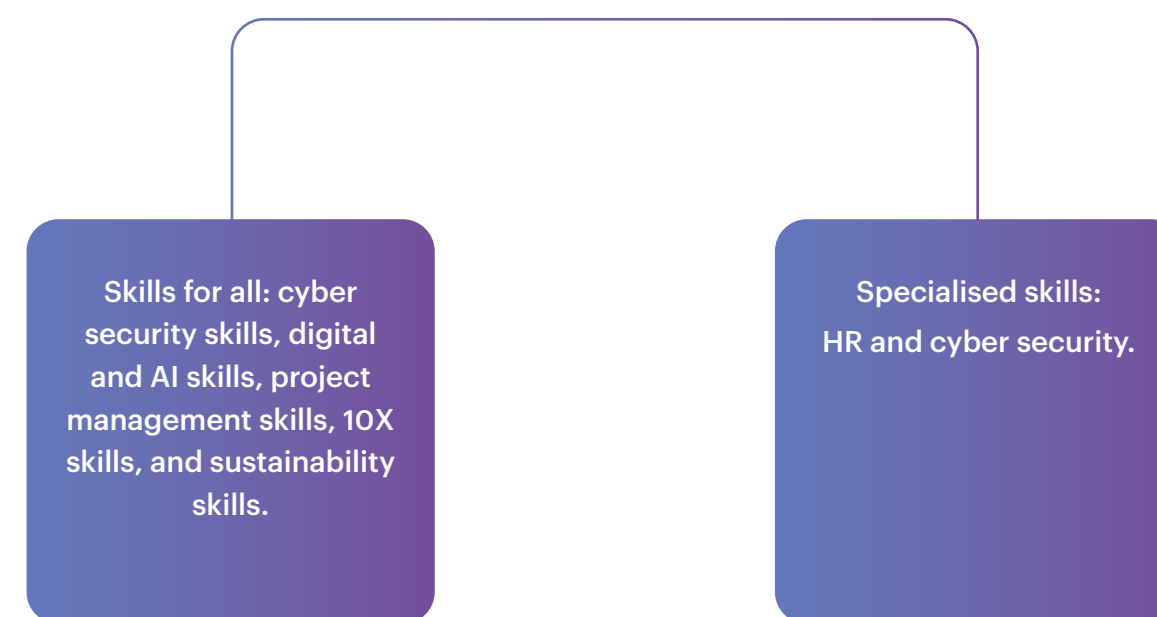 Skills for all: cyber
security skills, digital
and AI skills, project
management skills, 10X
skills, and sustainability
skills.
Specialised skills:
HR and cyber security.